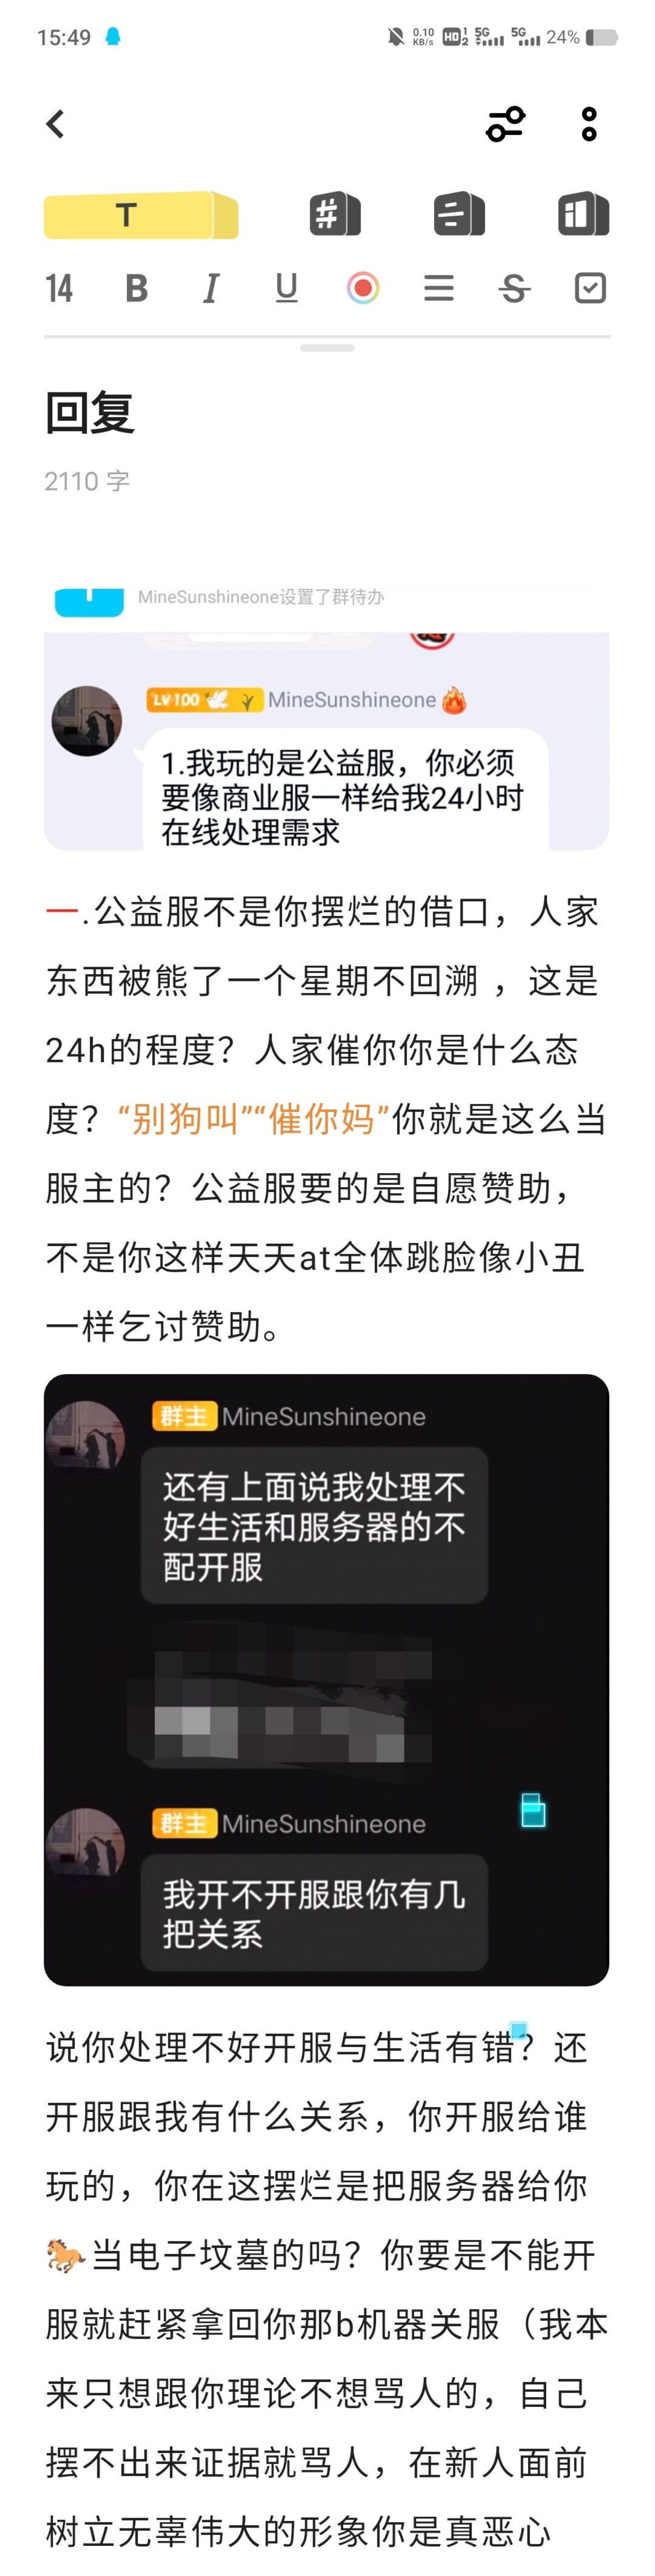 15:49
0.10 KB/s HD 1 2 5G 5G 24%
T
14 B I U S
回复
2110 字
MineSunshineone设置了群待办
LV100 MineSunshineone
1.我玩的是公益服，你必须
要像商业服一样给我24小时
在线处理需求
一.公益服不是你摆烂的借口，人家
东西被熊了一个星期不回溯 ，这是
24h的程度？人家催你你是什么态
度？“别狗叫”“催你妈”你就是这么当
服主的？公益服要的是自愿赞助，
不是你这样天天at全体跳脸像小丑
一样乞讨赞助。
群主 MineSunshineone
还有上面说我处理不
好生活和服务器的不
配开服
群主 MineSunshineone
我开不开服跟你有几
把关系
说你处理不好开服与生活有错？还
开服跟我有什么关系，你开服给谁
玩的，你在这摆烂是把服务器给你
🐎当电子坟墓的吗？你要是不能开
服就赶紧拿回你那b机器关服（我本
来只想跟你理论不想骂人的，自己
摆不出来证据就骂人，在新人面前
树立无辜伟大的形象你是真恶心